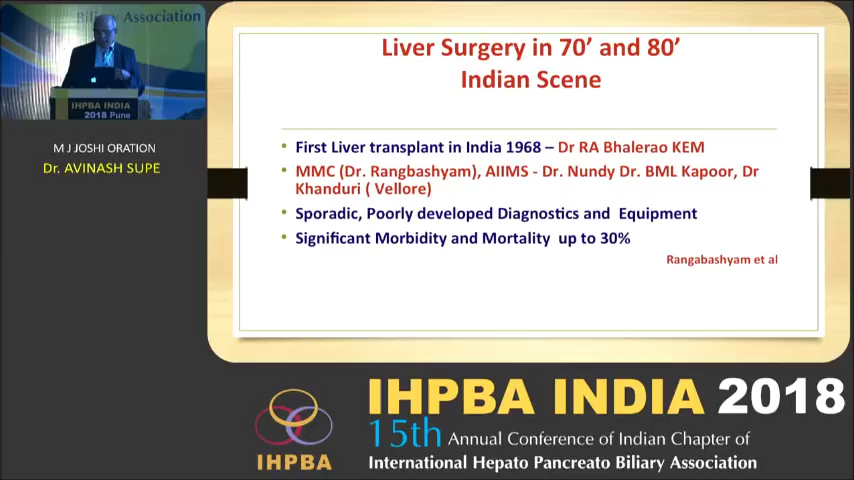 Biliary Association
IHPBA INDIA
2018 Pune
M J JOSHI ORATION
Dr. AVINASH SUPE
Liver Surgery in 70’ and 80’
Indian Scene
• First Liver transplant in India 1968 – Dr RA Bhalerao KEM
• MMC (Dr. Rangbashyam), AIIMS - Dr. Nundy Dr. BML Kapoor, Dr
Khanduri ( Vellore)
• Sporadic, Poorly developed Diagnostics and Equipment
• Significant Morbidity and Mortality up to 30%
Rangabashyam et al
IHPBA
IHPBA INDIA 2018
15th Annual Conference of Indian Chapter of
International Hepato Pancreato Biliary Association